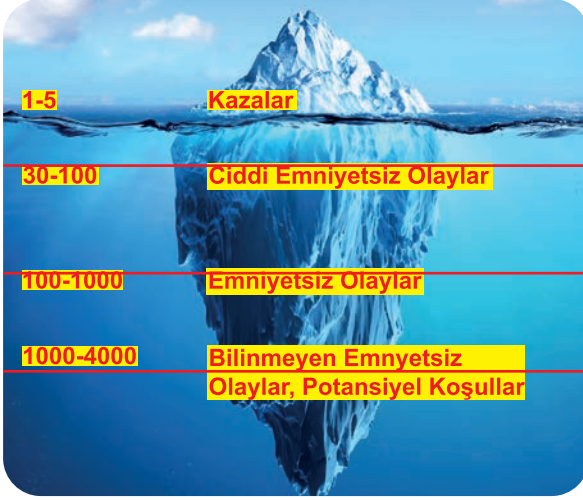 1-5 Kazalar
30-100 Ciddi Emniyetsiz Olaylar
100-1000 Emniyetsiz Olaylar
1000-4000 Bilinmeyen Emnyetsiz
Olaylar, Potansiyel Koşullar